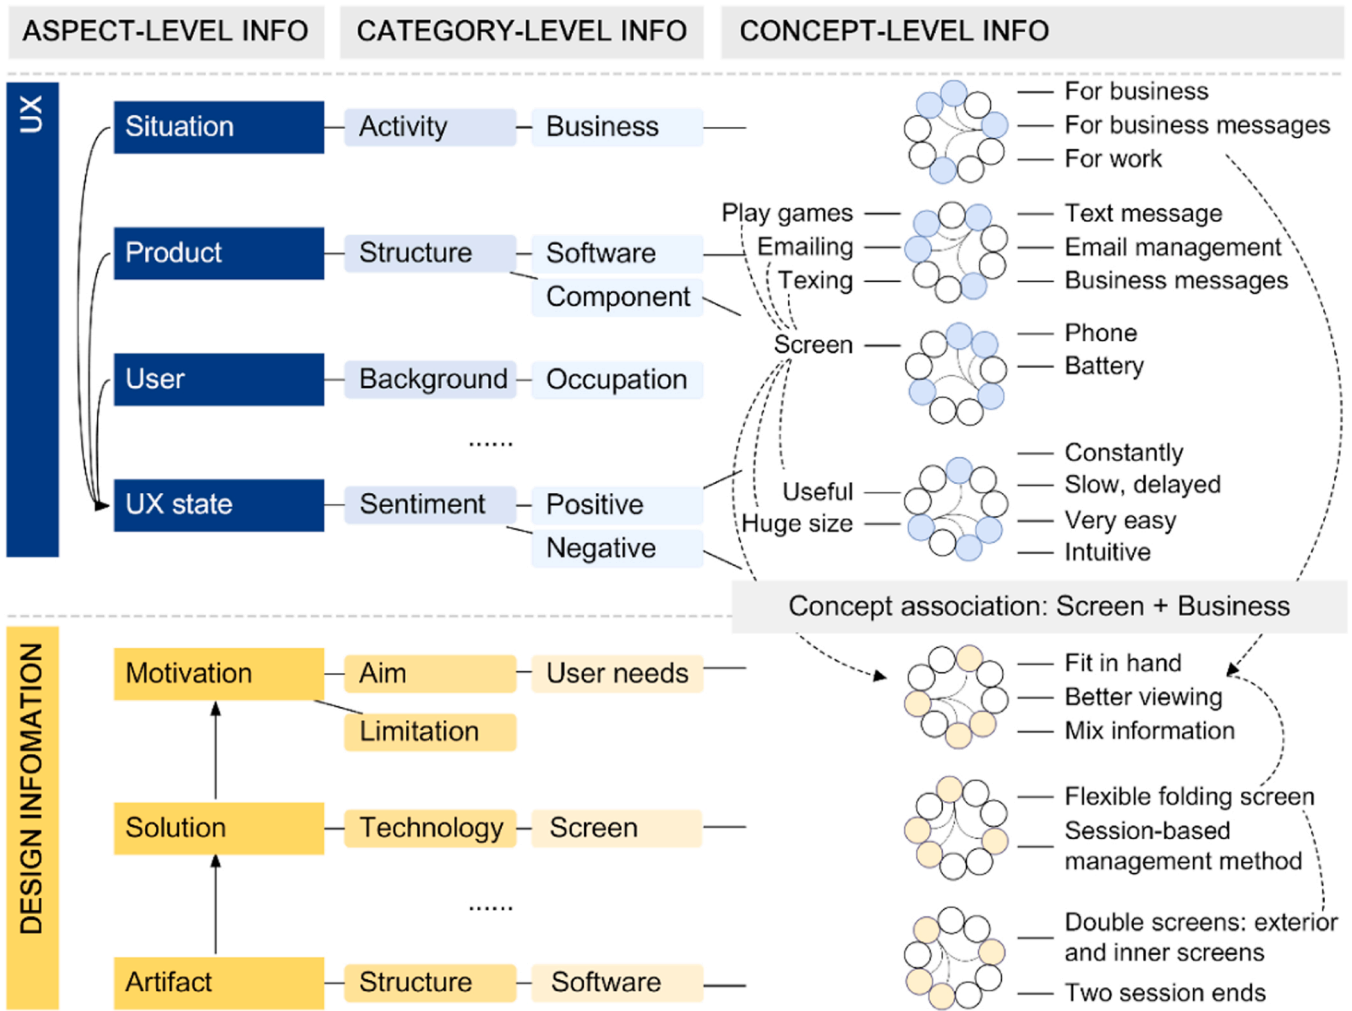 ASPECT-LEVEL INFO
CATEGORY-LEVEL INFO
CONCEPT-LEVEL INFO
UX
Situation
Activity
Business
For business
For business messages
For work
Product
Structure
Software
Component
Play games
Emailing
Texing
Text message
Email management
Business messages
Screen
Phone
Battery
User
Background
Occupation
......
UX state
Sentiment
Positive
Negative
Useful
Huge size
Constantly
Slow, delayed
Very easy
Intuitive
Concept association: Screen + Business
DESIGN INFOMATION
Motivation
Aim
User needs
Limitation
Fit in hand
Better viewing
Mix information
Solution
Technology
Screen
Flexible folding screen
Session-based
management method
......
Artifact
Structure
Software
Double screens: exterior
and inner screens
Two session ends